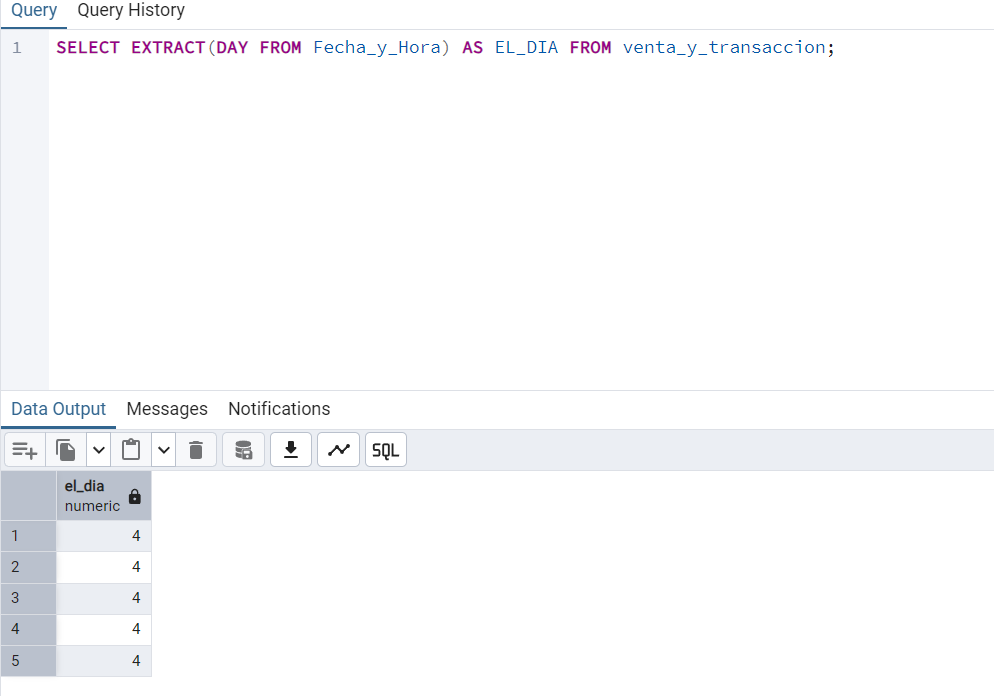 Query Query History
1 SELECT EXTRACT(DAY FROM Fecha_y_Hora) AS EL_DIA FROM venta_y_transaccion;
Data Output Messages Notifications
SQL
el_dia
numeric
1 4
2 4
3 4
4 4
5 4